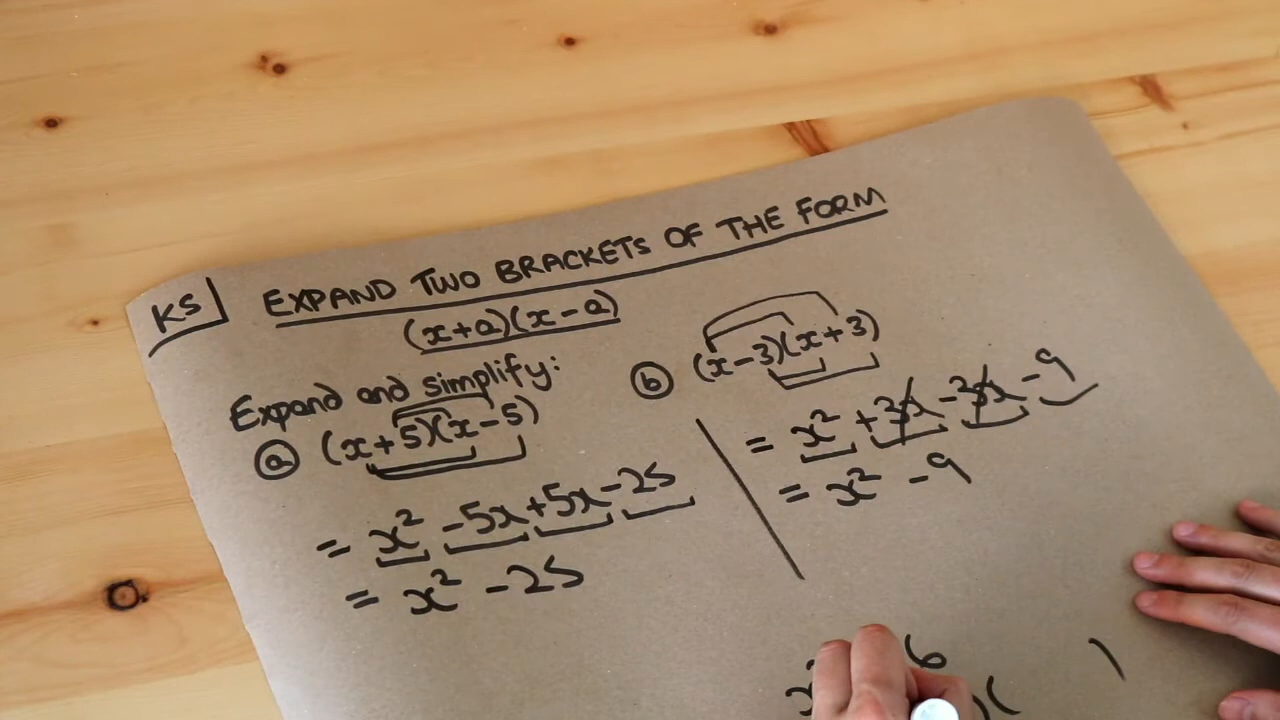 KS
EXPAND TWO BRACKETS OF THE FORM
(x+a)(x-a)
Expand and simplify:
ⓐ (x+5)(x-5)
= x² -5x+5x-25
= x² -25
ⓑ (x-3)(x+3)
= x² +3x -3x -9
= x² -9
6
)( )